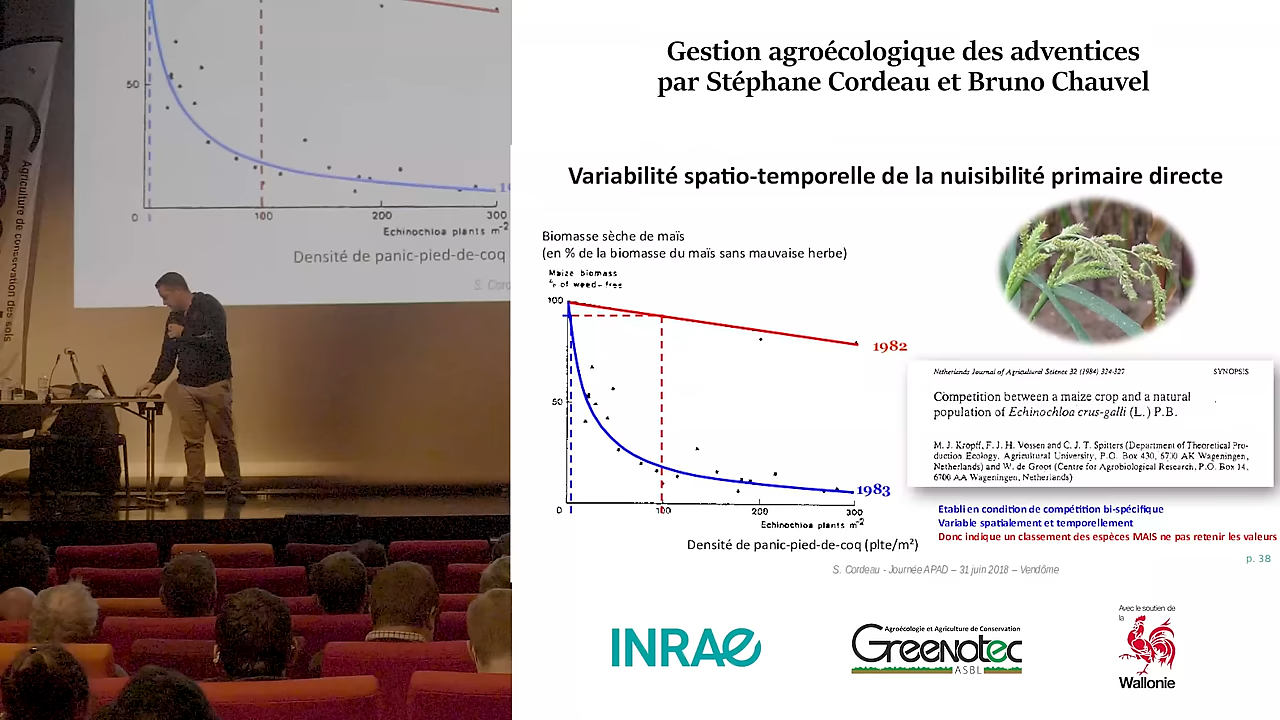 50
0
100
200
300
Echinochloa plants m-2
Densité de panic-pied-de-coq
S. Cord
Agriculture de conservation des sols
Gestion agroécologique des adventices
par Stéphane Cordeau et Bruno Chauvel
Variabilité spatio-temporelle de la nuisibilité primaire directe
Biomasse sèche de maïs
(en % de la biomasse du maïs sans mauvaise herbe)
Maize biomass
% of weed-free
100
1982
50
1983
0
100
200
300
Echinochloa plants m-2
Densité de panic-pied-de-coq (plte/m²)
Netherlands Journal of Agricultural Science 32 (1984) 324-327
SYNOPSIS
Competition between a maize crop and a natural
population of Echinochloa crus-galli (L.) P.B.
M. J. Kropff, F. J. H. Vossen and C. J. T. Spitters (Department of Theoretical Pro-
duction Ecology, Agricultural University, P.O. Box 430, 6700 AK Wageningen,
Netherlands) and W. de Groot (Centre for Agrobiological Research, P.O. Box 14,
6700 AA Wageningen, Netherlands)
Etabli en condition de compétition bi-spécifique
Variable spatialement et temporellement
Donc indique un classement des espèces MAIS ne pas retenir les valeurs
p. 38
S. Cordeau - Journée APAD – 31 juin 2018 – Vendôme
INRAE
Agroécologie et Agriculture de Conservation
Greenotec
ASBL
Avec le soutien de
la
Wallonie